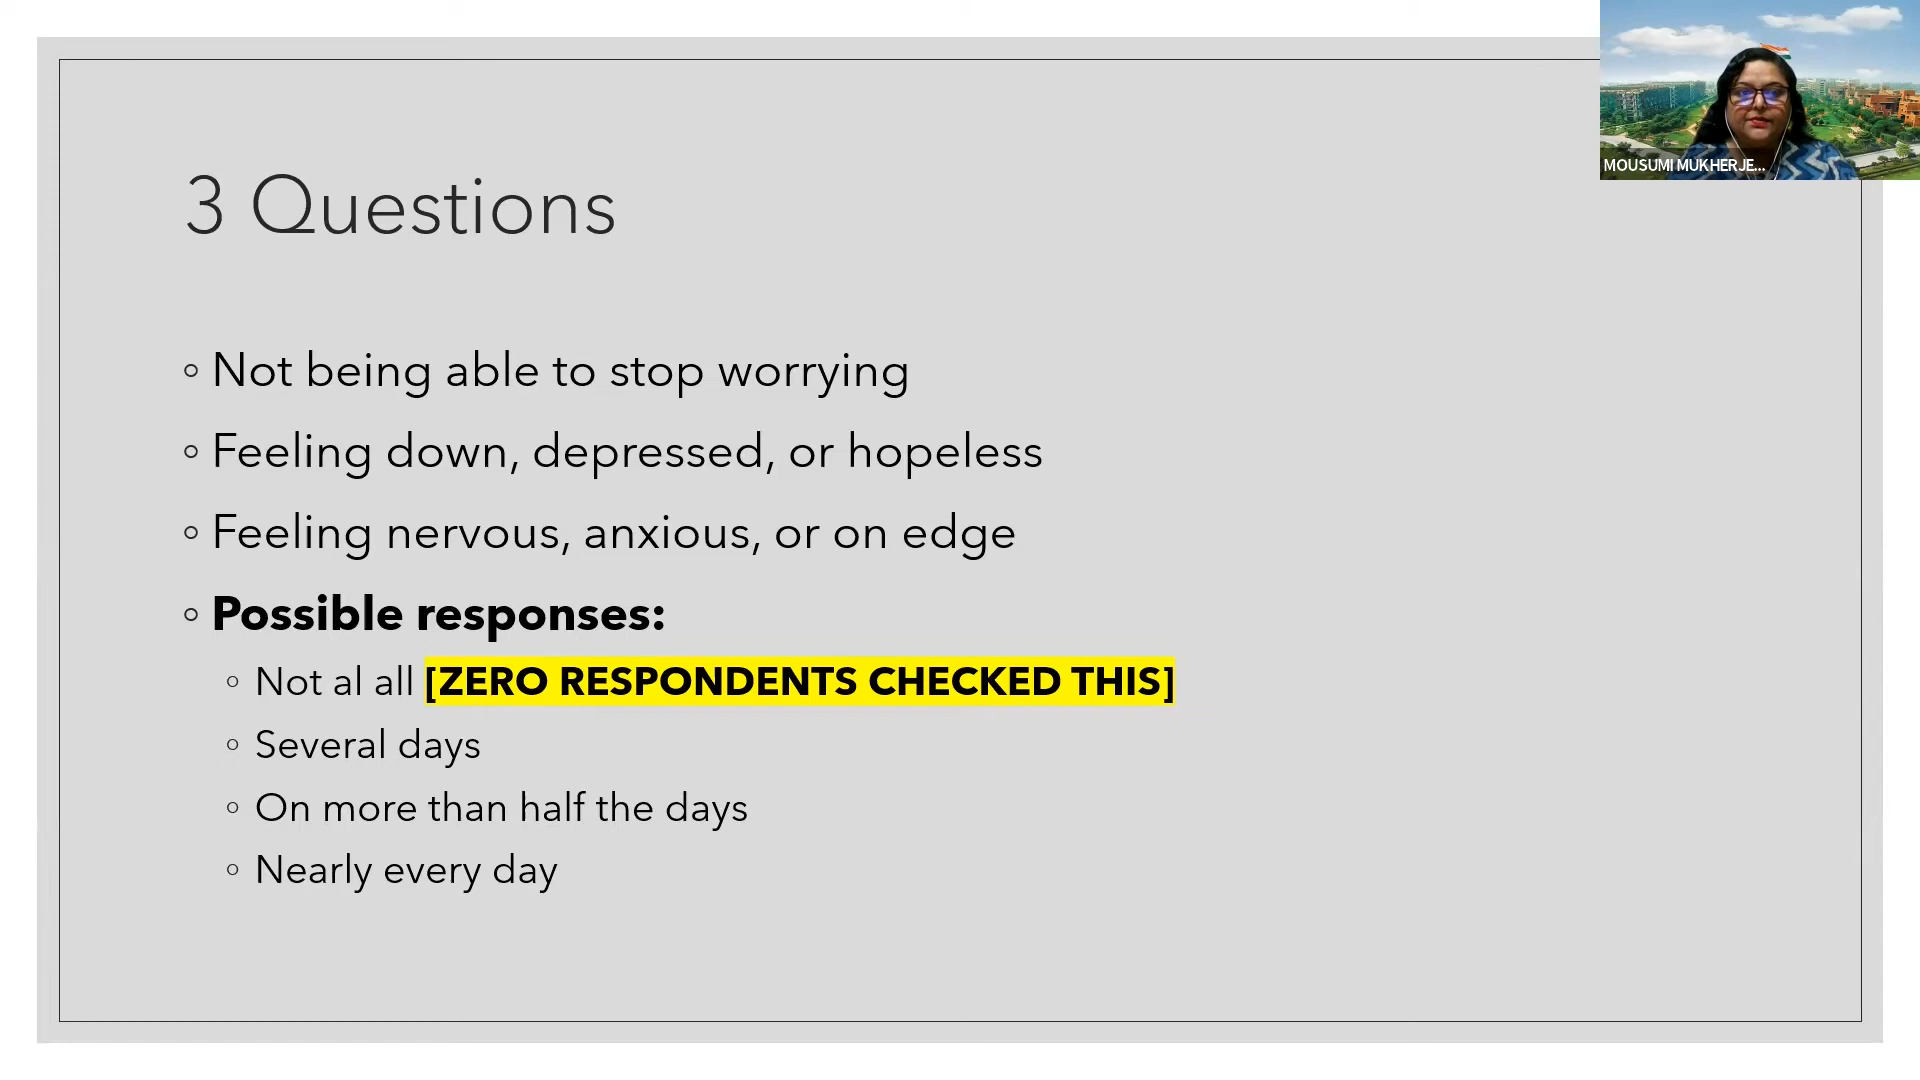 3 Questions
Not being able to stop worrying
Feeling down, depressed, or hopeless
Feeling nervous, anxious, or on edge
Possible responses:
Not al all [ZERO RESPONDENTS CHECKED THIS]
Several days
On more than half the days
Nearly every day
MOUSUMI MUKHERJE...